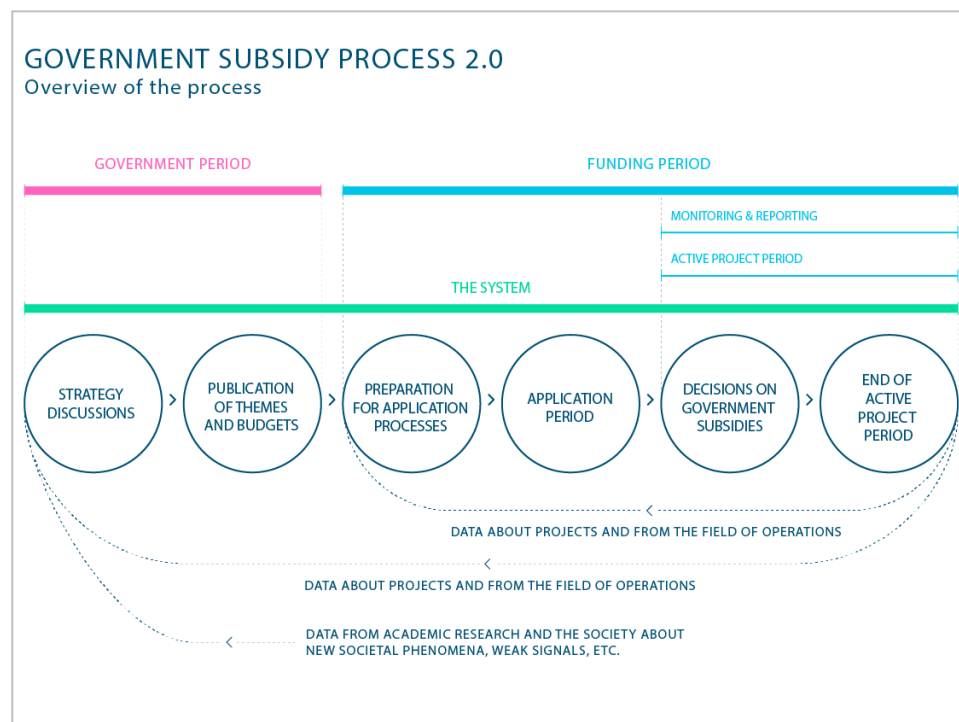 GOVERNMENT SUBSIDY PROCESS 2.0
Overview of the process
GOVERNMENT PERIOD
FUNDING PERIOD
MONITORING & REPORTING
ACTIVE PROJECT PERIOD
THE SYSTEM
STRATEGY
DISCUSSIONS
PUBLICATION
OF THEMES
AND BUDGETS
PREPARATION
FOR APPLICATION
PROCESSES
APPLICATION
PERIOD
DECISIONS ON
GOVERNMENT
SUBSIDIES
END OF
ACTIVE
PROJECT
PERIOD
DATA ABOUT PROJECTS AND FROM THE FIELD OF OPERATIONS
DATA ABOUT PROJECTS AND FROM THE FIELD OF OPERATIONS
DATA FROM ACADEMIC RESEARCH AND THE SOCIETY ABOUT
NEW SOCIETAL PHENOMENA, WEAK SIGNALS, ETC.